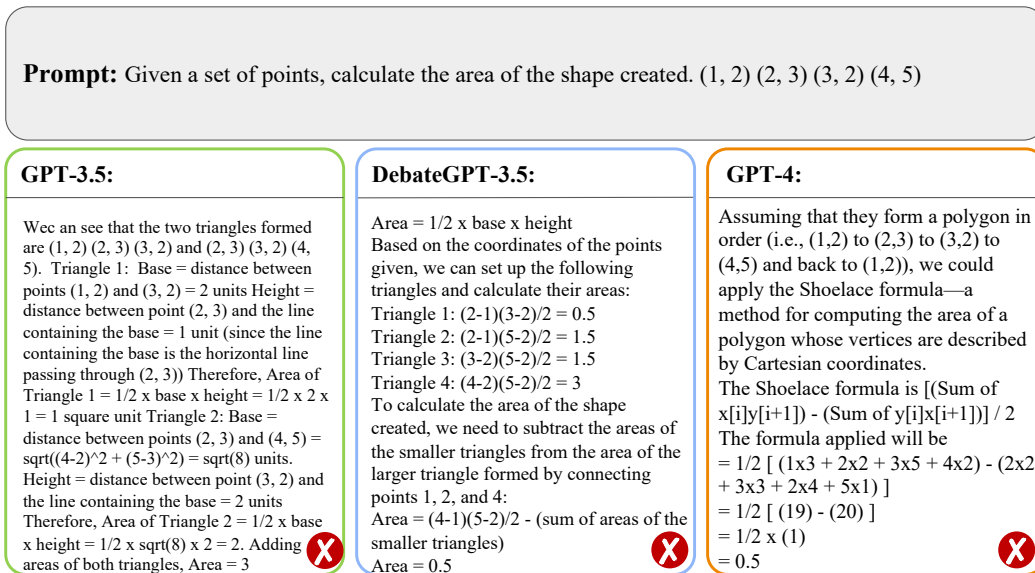 Prompt: Given a set of points, calculate the area of the shape created. (1, 2) (2, 3) (3, 2) (4, 5)
GPT-3.5:
Wec an see that the two triangles formed
are (1, 2) (2, 3) (3, 2) and (2, 3) (3, 2) (4,
5). Triangle 1: Base = distance between
points (1, 2) and (3, 2) = 2 units Height =
distance between point (2, 3) and the line
containing the base = 1 unit (since the line
containing the base is the horizontal line
passing through (2, 3)) Therefore, Area of
Triangle 1 = 1/2 x base x height = 1/2 x 2 x
1 = 1 square unit Triangle 2: Base =
distance between points (2, 3) and (4, 5) =
sqrt((4-2)^2 + (5-3)^2) = sqrt(8) units.
Height = distance between point (3, 2) and
the line containing the base = 2 units
Therefore, Area of Triangle 2 = 1/2 x base
x height = 1/2 x sqrt(8) x 2 = 2. Adding
areas of both triangles, Area = 3
DebateGPT-3.5:
Area = 1/2 x base x height
Based on the coordinates of the points
given, we can set up the following
triangles and calculate their areas:
Triangle 1: (2-1)(3-2)/2 = 0.5
Triangle 2: (2-1)(5-2)/2 = 1.5
Triangle 3: (3-2)(5-2)/2 = 1.5
Triangle 4: (4-2)(5-2)/2 = 3
To calculate the area of the shape
created, we need to subtract the areas of
the smaller triangles from the area of the
larger triangle formed by connecting
points 1, 2, and 4:
Area = (4-1)(5-2)/2 - (sum of areas of the
smaller triangles)
Area = 0.5
GPT-4:
Assuming that they form a polygon in
order (i.e., (1,2) to (2,3) to (3,2) to
(4,5) and back to (1,2)), we could
apply the Shoelace formula—a
method for computing the area of a
polygon whose vertices are described
by Cartesian coordinates.
The Shoelace formula is [(Sum of
x[i]y[i+1]) - (Sum of y[i]x[i+1])] / 2
The formula applied will be
= 1/2 [ (1x3 + 2x2 + 3x5 + 4x2) - (2x2
+ 3x3 + 2x4 + 5x1) ]
= 1/2 [ (19) - (20) ]
= 1/2 x (1)
= 0.5